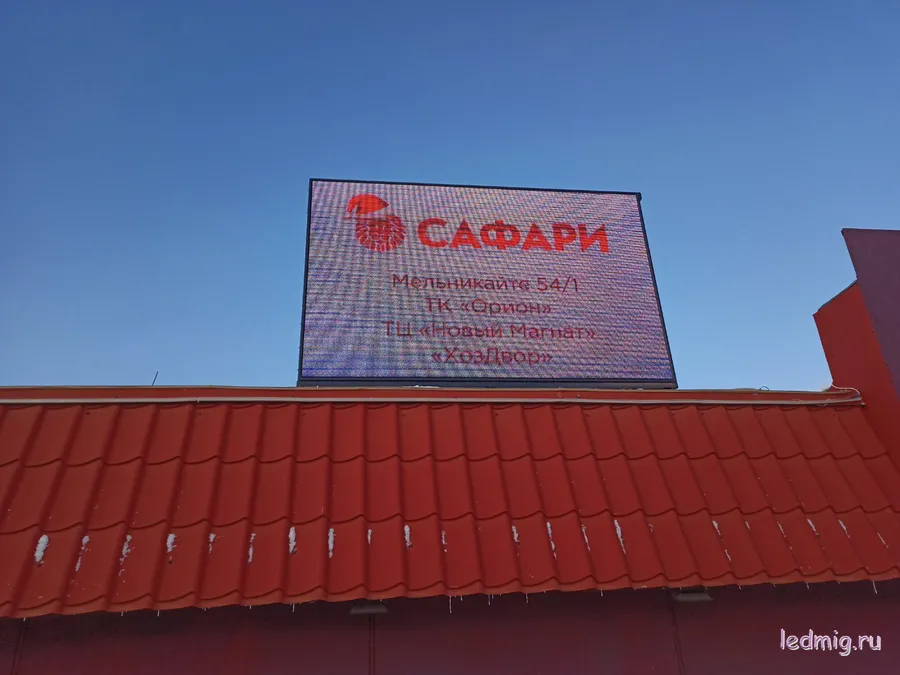 САФАРИ
Мельникайте 54/1
ТК «Орион»
ТЦ «Новый Магнат»
«ХозДвор»
ledmig.ru